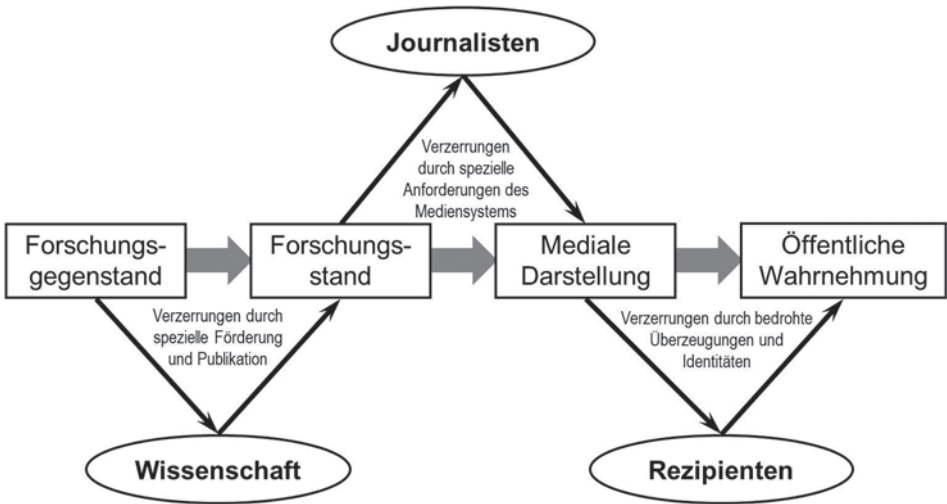 Journalisten
Verzerrungen
durch spezielle
Anforderungen des
Mediensystems
Forschungs-
gegenstand
Forschungs-
stand
Mediale
Darstellung
Öffentliche
Wahrnehmung
Verzerrungen durch
spezielle Förderung
und Publikation
Verzerrungen durch bedrohte
Überzeugungen und
Identitäten
Wissenschaft
Rezipienten